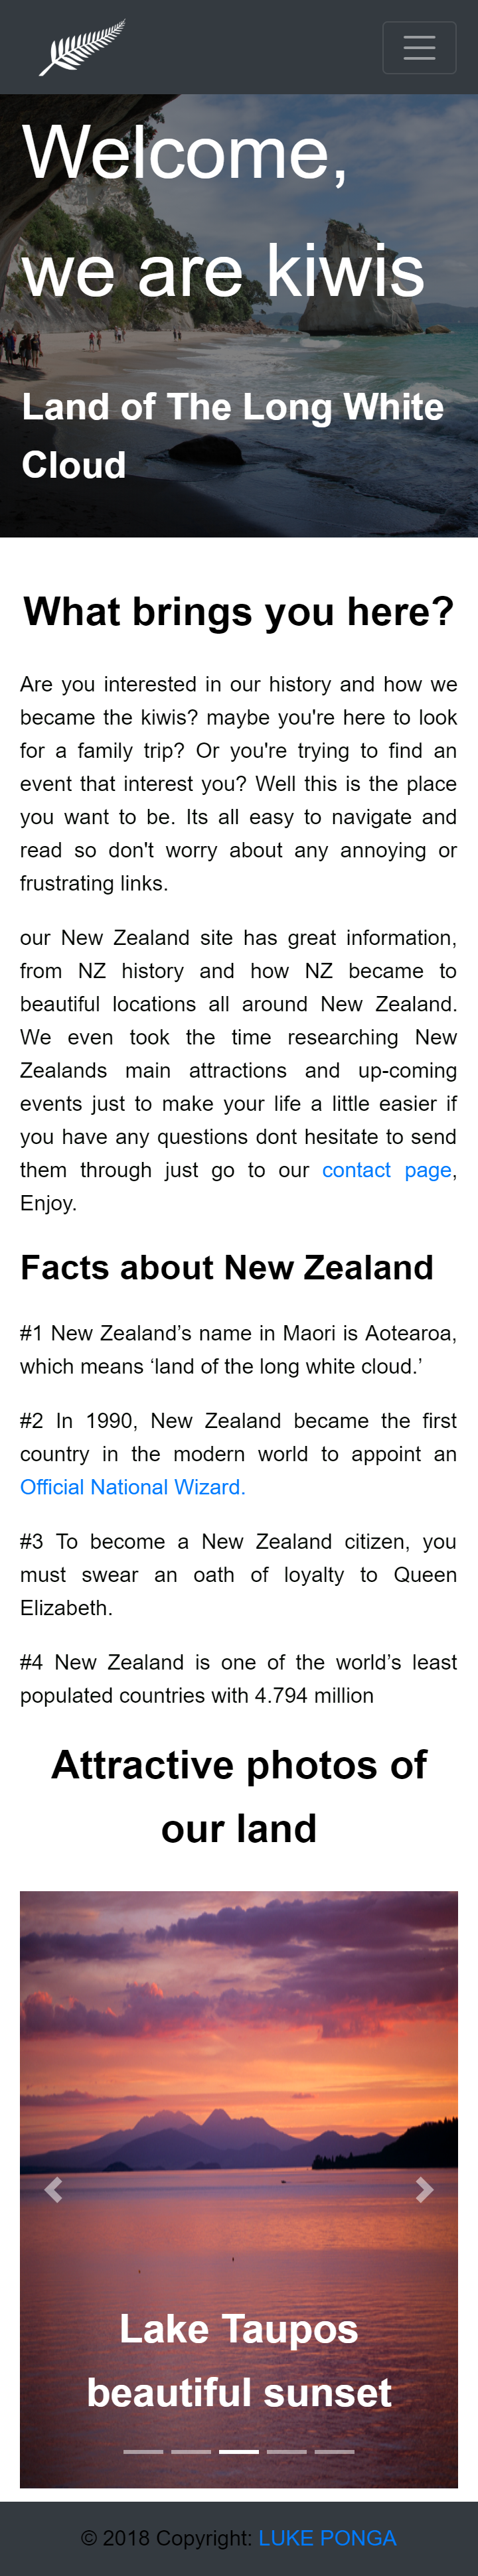 Welcome,
we are kiwis
Land of The Long White
Cloud
What brings you here?
Are you interested in our history and how we
became the kiwis? maybe you're here to look
for a family trip? Or you're trying to find an
event that interest you? Well this is the place
you want to be. Its all easy to navigate and
read so don't worry about any annoying or
frustrating links.
our New Zealand site has great information,
from NZ history and how NZ became to
beautiful locations all around New Zealand.
We even took the time researching New
Zealands main attractions and up-coming
events just to make your life a little easier if
you have any questions dont hesitate to send
them through just go to our contact page,
Enjoy.
Facts about New Zealand
#1 New Zealand’s name in Maori is Aotearoa,
which means ‘land of the long white cloud.’
#2 In 1990, New Zealand became the first
country in the modern world to appoint an
Official National Wizard.
#3 To become a New Zealand citizen, you
must swear an oath of loyalty to Queen
Elizabeth.
#4 New Zealand is one of the world’s least
populated countries with 4.794 million
Attractive photos of
our land
Lake Taupos
beautiful sunset
© 2018 Copyright: LUKE PONGA